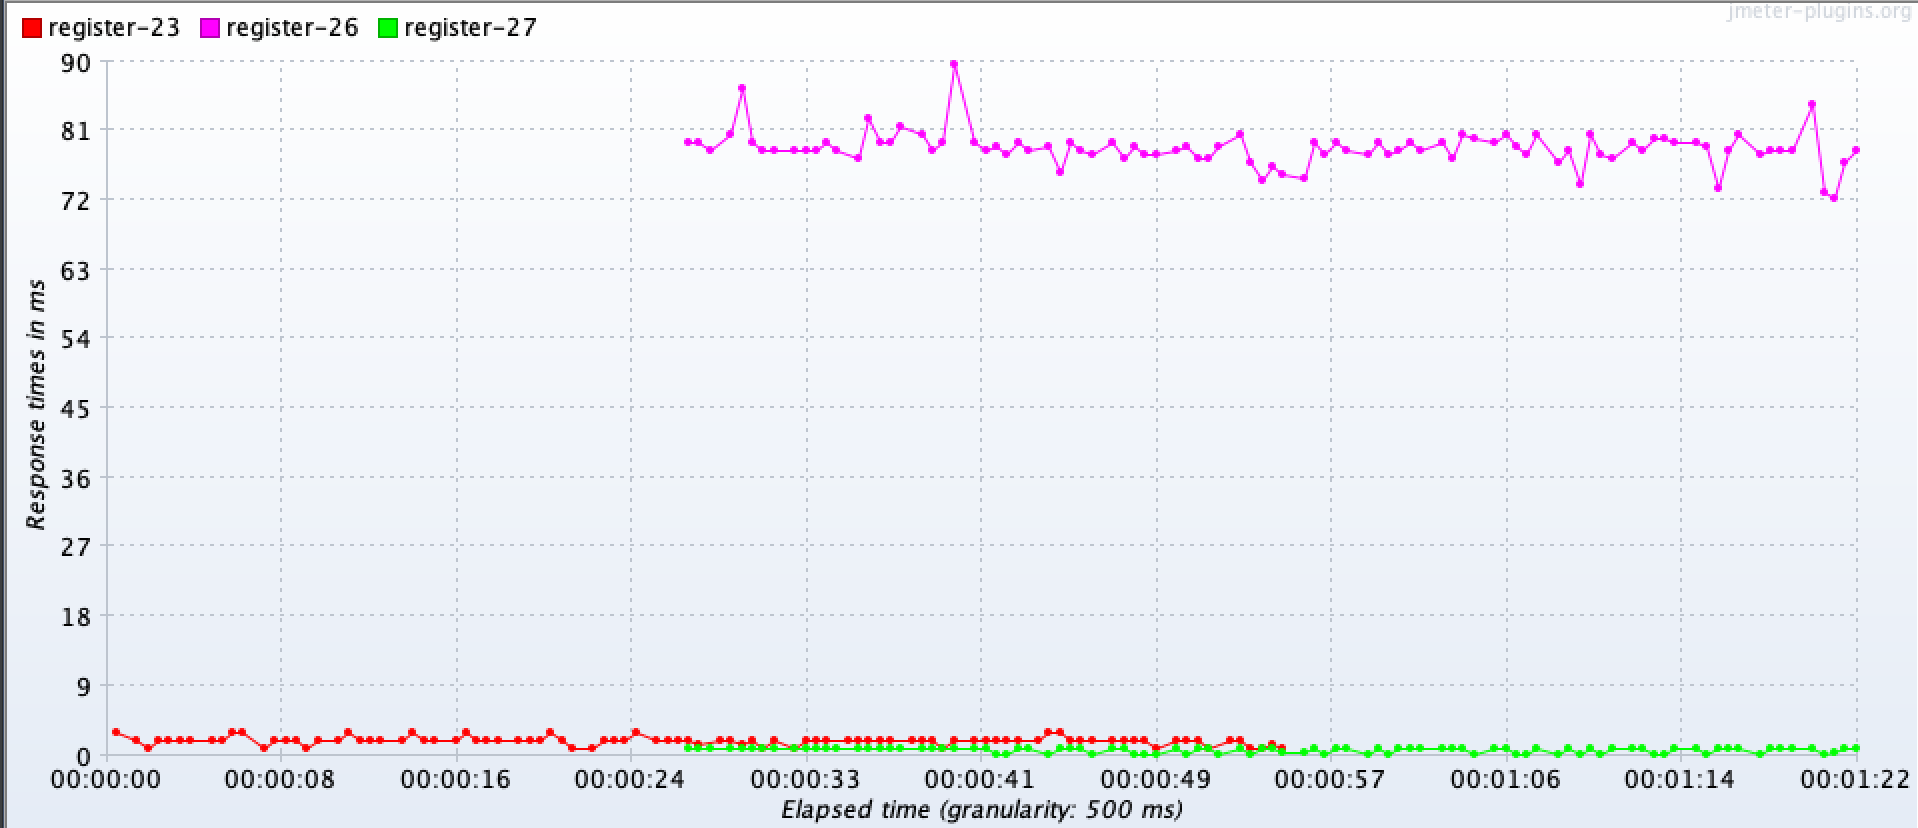 jmeter-plugins.org
register-23 register-26 register-27
90
81
72
63
54
45
36
27
18
9
0
Response times in ms
00:00:00 00:00:08 00:00:16 00:00:24 00:00:33 00:00:41 00:00:49 00:00:57 00:01:06 00:01:14 00:01:22
Elapsed time (granularity: 500 ms)